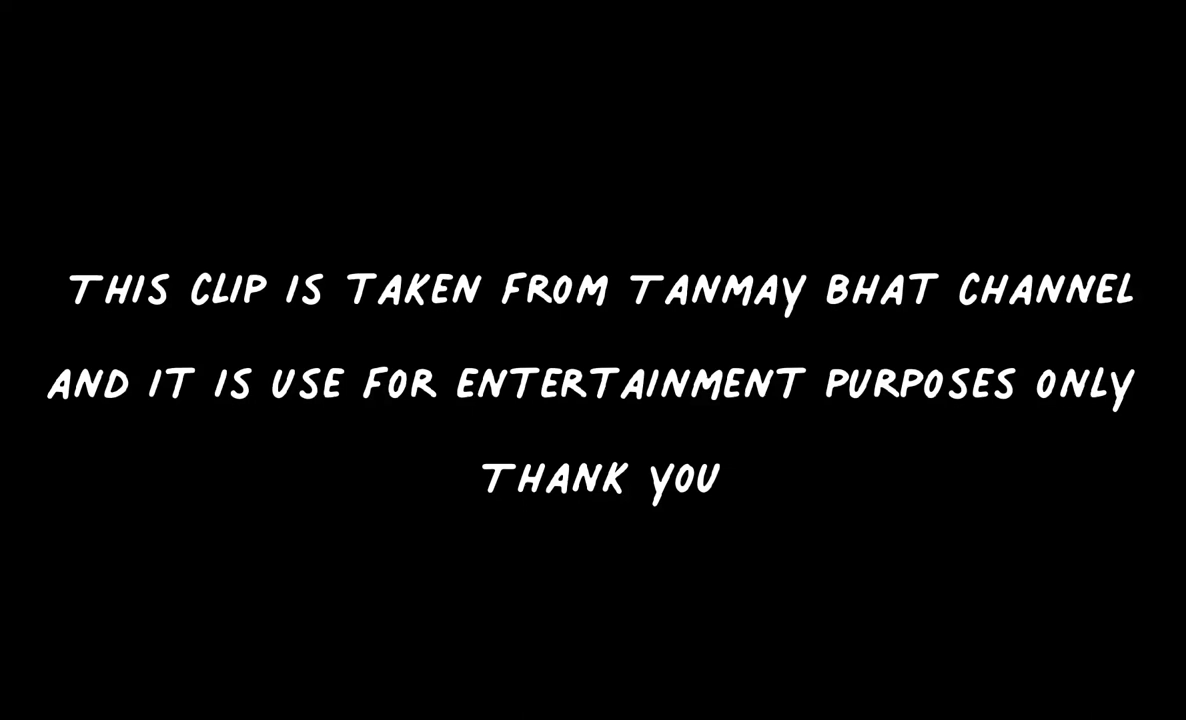 THIS CLIP IS TAKEN FROM TANMAY BHAT CHANNEL
AND IT IS USE FOR ENTERTAINMENT PURPOSES ONLY
THANK YOU